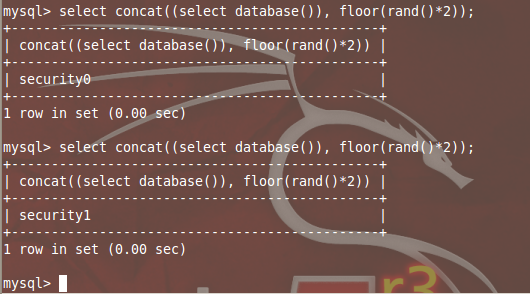 mysql> select concat((select database()), floor(rand()*2));
+-------------------------------------------+
| concat((select database()), floor(rand()*2)) |
+-------------------------------------------+
| security0 |
+-------------------------------------------+
1 row in set (0.00 sec)
mysql> select concat((select database()), floor(rand()*2));
+-------------------------------------------+
| concat((select database()), floor(rand()*2)) |
+-------------------------------------------+
| security1 |
+-------------------------------------------+
1 row in set (0.00 sec)
mysql>
r3